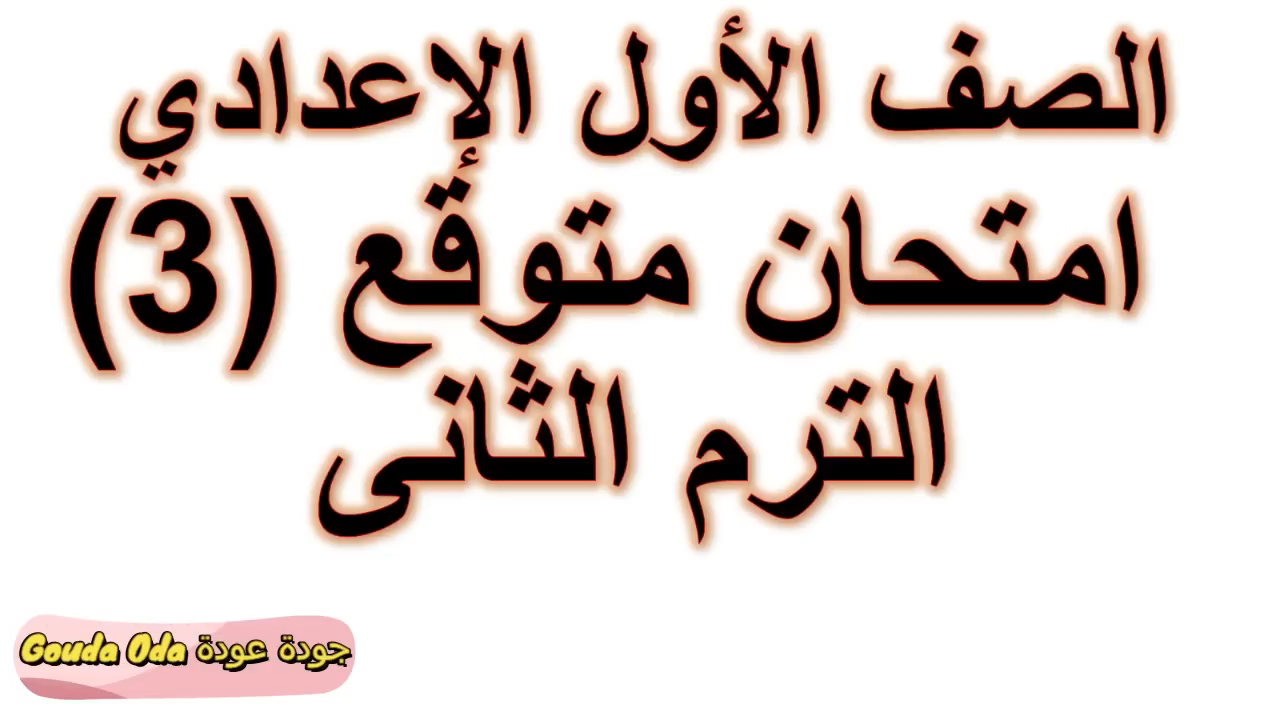 الصف الأول الإعدادي
امتحان متوقع (3)
الترم الثانى
Gouda Oda جودة عودة